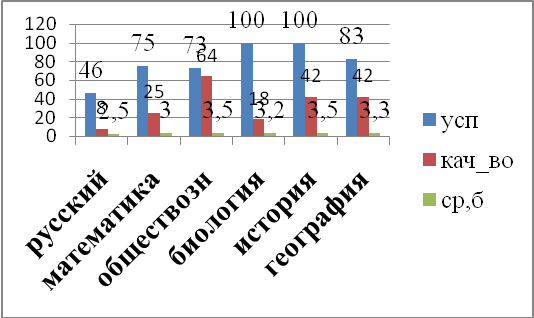 120
100
80
60
40
20
0
46
8
2,5
75
25
3
73
64
3,5
100
18
3,2
100
42
3,5
83
42
3,3
русский
математика
обществозн
биология
история
география
усп
кач_во
ср,б